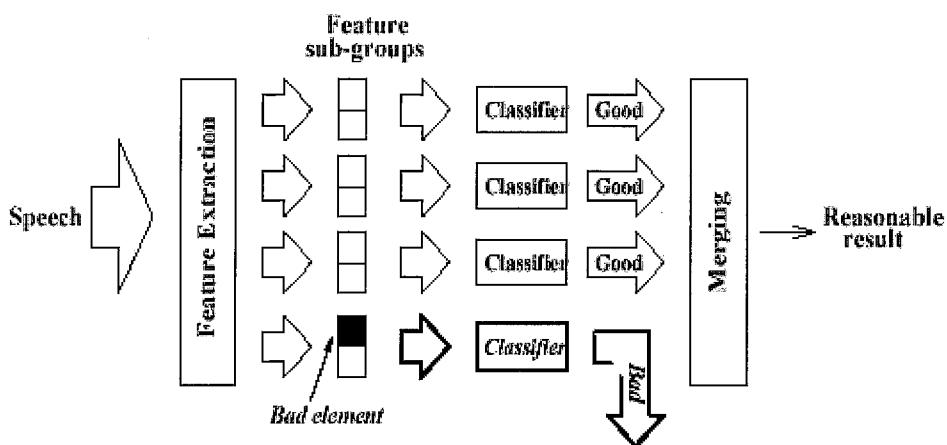 Feature
sub-groups
Speech
Feature Extraction
Classifier
Good
Classifier
Good
Classifier
Good
Classifier
Bad
Bad element
Merging
Reasonable
result